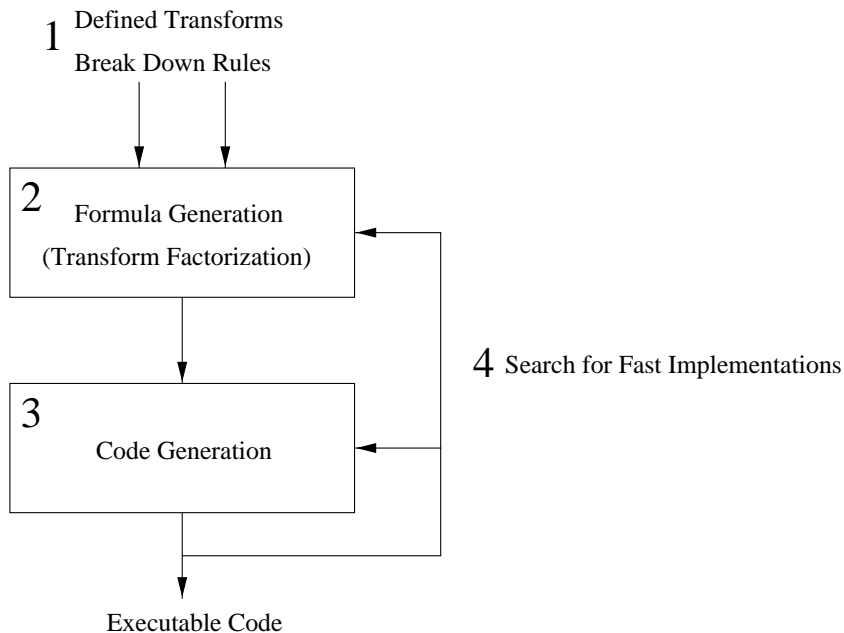 1 Defined Transforms
Break Down Rules
2
Formula Generation
(Transform Factorization)
4 Search for Fast Implementations
3
Code Generation
Executable Code